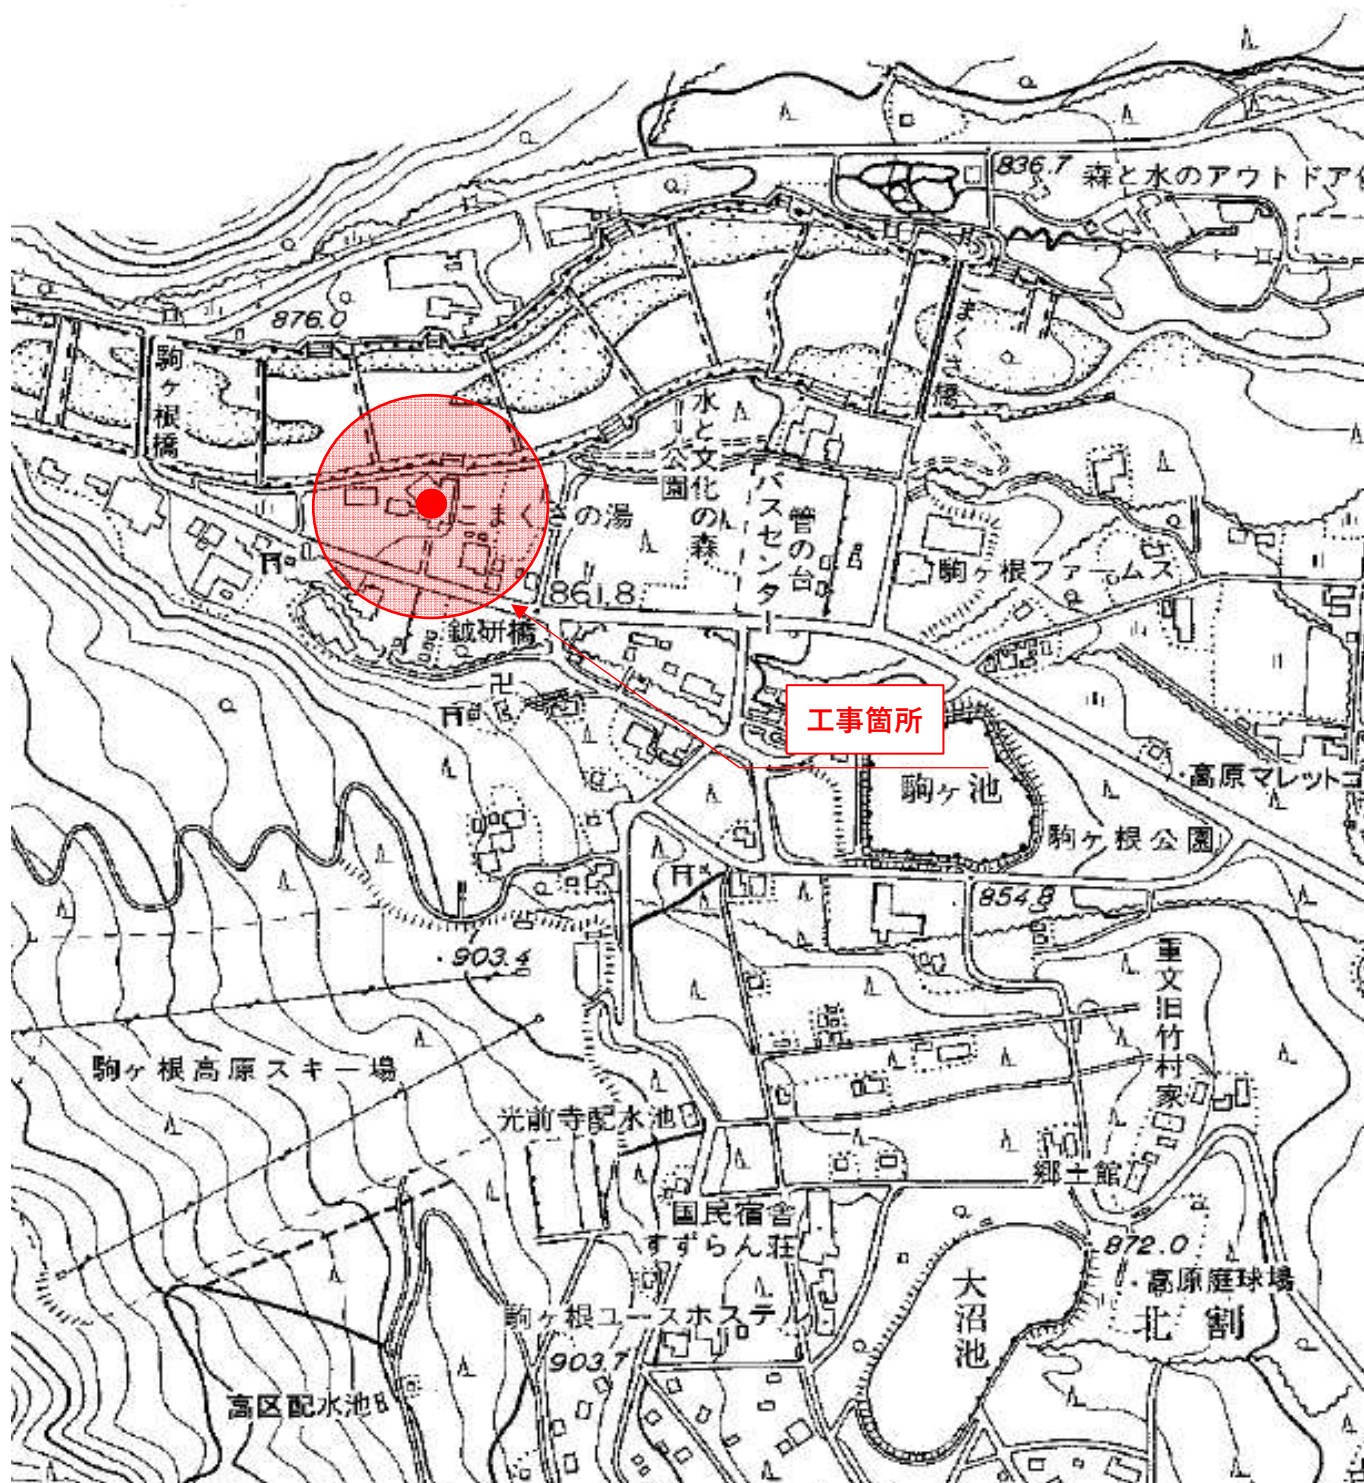 836.7
森と水のアウトドア
876.0
駒ヶ根橋
こまくさ橋
水と文化の森
公園
菅の台
バスセンター
こまくさの湯
駒ヶ根ファームス
861.8
鉱研橋
工事箇所
駒ヶ池
高原マレットゴ
駒ヶ根公園
854.8
903.4
重文旧竹村家
駒ヶ根高原スキー場
光前寺配水池
郷土館
国民宿舎
すずらん荘
872.0
高原庭球場
大沼池
北割
駒ヶ根ユースホステル
903.7
高区配水池